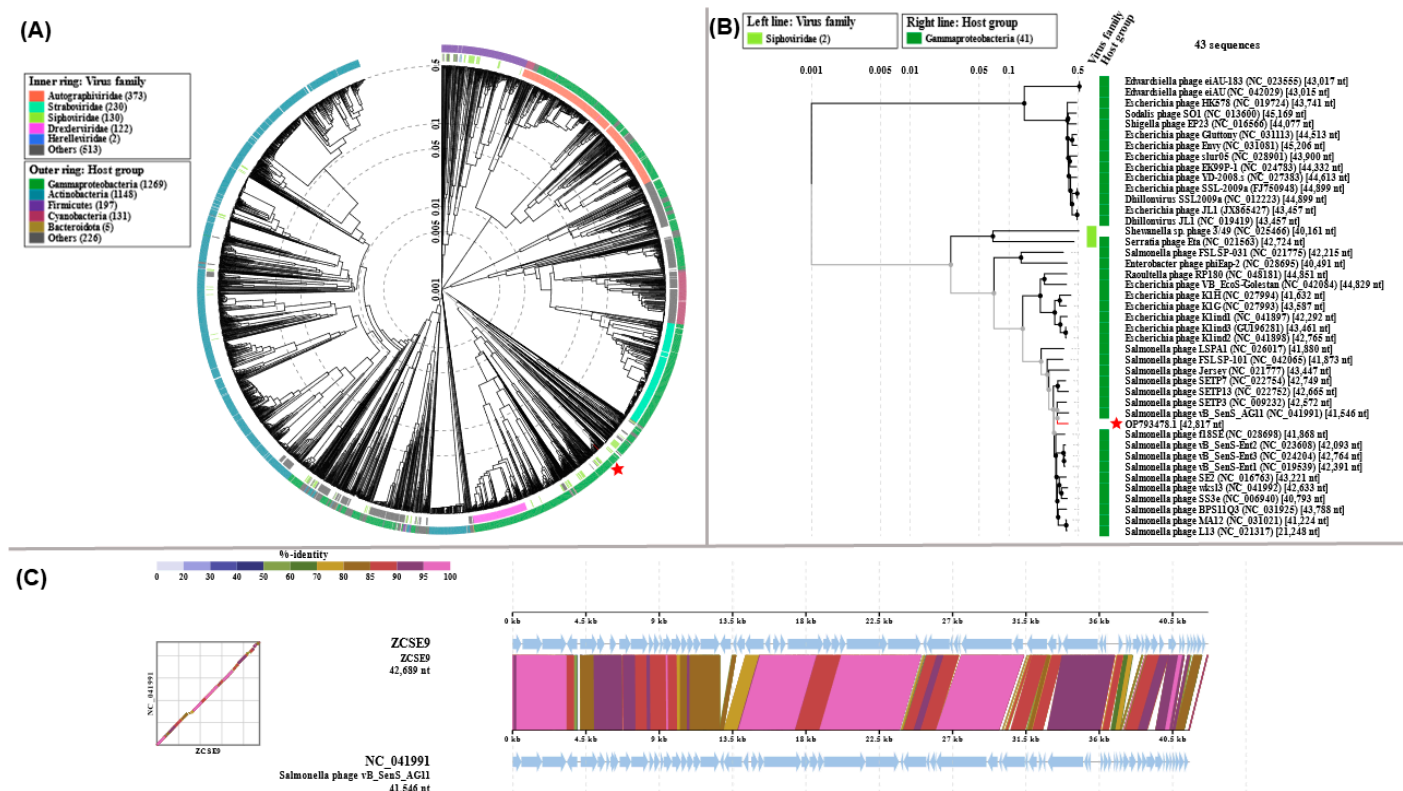 (A)
Inner ring: Virus family
Autographiviridae (373)
Straboviridae (230)
Siphoviridae (130)
Drexlerviridae (122)
Herelleviridae (2)
Others (513)
Outer ring: Host group
Gammaproteobacteria (1269)
Actinobacteria (1148)
Firmicutes (197)
Cyanobacteria (131)
Bacteroidota (5)
Others (226)
0.5
0.1
0.05
0.01
0.005
0.001
(B)
Left line: Virus family
Siphoviridae (2)
Right line: Host group
Gammaproteobacteria (41)
Virus family
Host group
43 sequences
0.001 0.005 0.01 0.05 0.1 0.5
Edwardsiella phage eiAU-183 (NC_023555) [43,017 nt]
Edwardsiella phage eiAU (NC_042029) [43,015 nt]
Escherichia phage HK578 (NC_019724) [43,741 nt]
Sodalis phage SO1 (NC_013600) [45,169 nt]
Shigella phage EP23 (NC_016566) [44,077 nt]
Escherichia phage Gluttony (NC_031113) [44,513 nt]
Escherichia phage Envy (NC_031081) [45,206 nt]
Escherichia phage slur05 (NC_028901) [43,900 nt]
Escherichia phage EK99P-1 (NC_024783) [44,332 nt]
Escherichia phage YD-2008.s (NC_027383) [44,613 nt]
Escherichia phage SSL-2009a (FJ750948) [44,899 nt]
Dhillonvirus SSL2009a (NC_012223) [44,899 nt]
Escherichia phage JL1 (JX865427) [43,457 nt]
Dhillonvirus JL1 (NC_019419) [43,457 nt]
Shewanella sp. phage 3/49 (NC_025466) [40,161 nt]
Serratia phage Eta (NC_021563) [42,724 nt]
Salmonella phage FSL SP-031 (NC_021775) [42,215 nt]
Enterobacter phage phiEap-2 (NC_028695) [40,491 nt]
Raoultella phage RP180 (NC_048181) [44,851 nt]
Escherichia phage VB_EcoS-Golestan (NC_042084) [44,829 nt]
Escherichia phage K1H (NC_027994) [41,632 nt]
Escherichia phage K1G (NC_027993) [43,587 nt]
Escherichia phage K1ind1 (NC_041897) [42,292 nt]
Escherichia phage K1ind3 (GU196281) [43,461 nt]
Escherichia phage K1ind2 (NC_041898) [42,765 nt]
Salmonella phage LSPA1 (NC_026017) [41,880 nt]
Salmonella phage FSL SP-101 (NC_042065) [41,873 nt]
Salmonella phage Jersey (NC_021777) [43,447 nt]
Salmonella phage SETP7 (NC_022754) [42,749 nt]
Salmonella phage SETP13 (NC_022752) [42,665 nt]
Salmonella phage SETP3 (NC_009232) [42,572 nt]
Salmonella phage vB_SenS_AG11 (NC_041991) [41,546 nt]
OP793478.1 [42,817 nt]
Salmonella phage f18SE (NC_028698) [41,868 nt]
Salmonella phage vB_SenS-Ent2 (NC_023608) [42,093 nt]
Salmonella phage vB_SenS-Ent3 (NC_024204) [42,764 nt]
Salmonella phage vB_SenS-Ent1 (NC_019539) [42,391 nt]
Salmonella phage SE2 (NC_016763) [43,221 nt]
Salmonella phage wksl3 (NC_041992) [42,633 nt]
Salmonella phage SS3e (NC_006940) [40,793 nt]
Salmonella phage BPS11Q3 (NC_031925) [43,788 nt]
Salmonella phage MA12 (NC_031021) [41,224 nt]
Salmonella phage L13 (NC_021317) [21,248 nt]
(C)
%-identity
0 20 30 40 50 60 70 80 85 90 95 100
NC_041991
ZCSE9
0 kb 4.5 kb 9 kb 13.5 kb 18 kb 22.5 kb 27 kb 31.5 kb 36 kb 40.5 kb
ZCSE9
ZCSE9
42,689 nt
0 kb 4.5 kb 9 kb 13.5 kb 18 kb 22.5 kb 27 kb 31.5 kb 36 kb 40.5 kb
NC_041991
Salmonella phage vB_SenS_AG11
41,546 nt